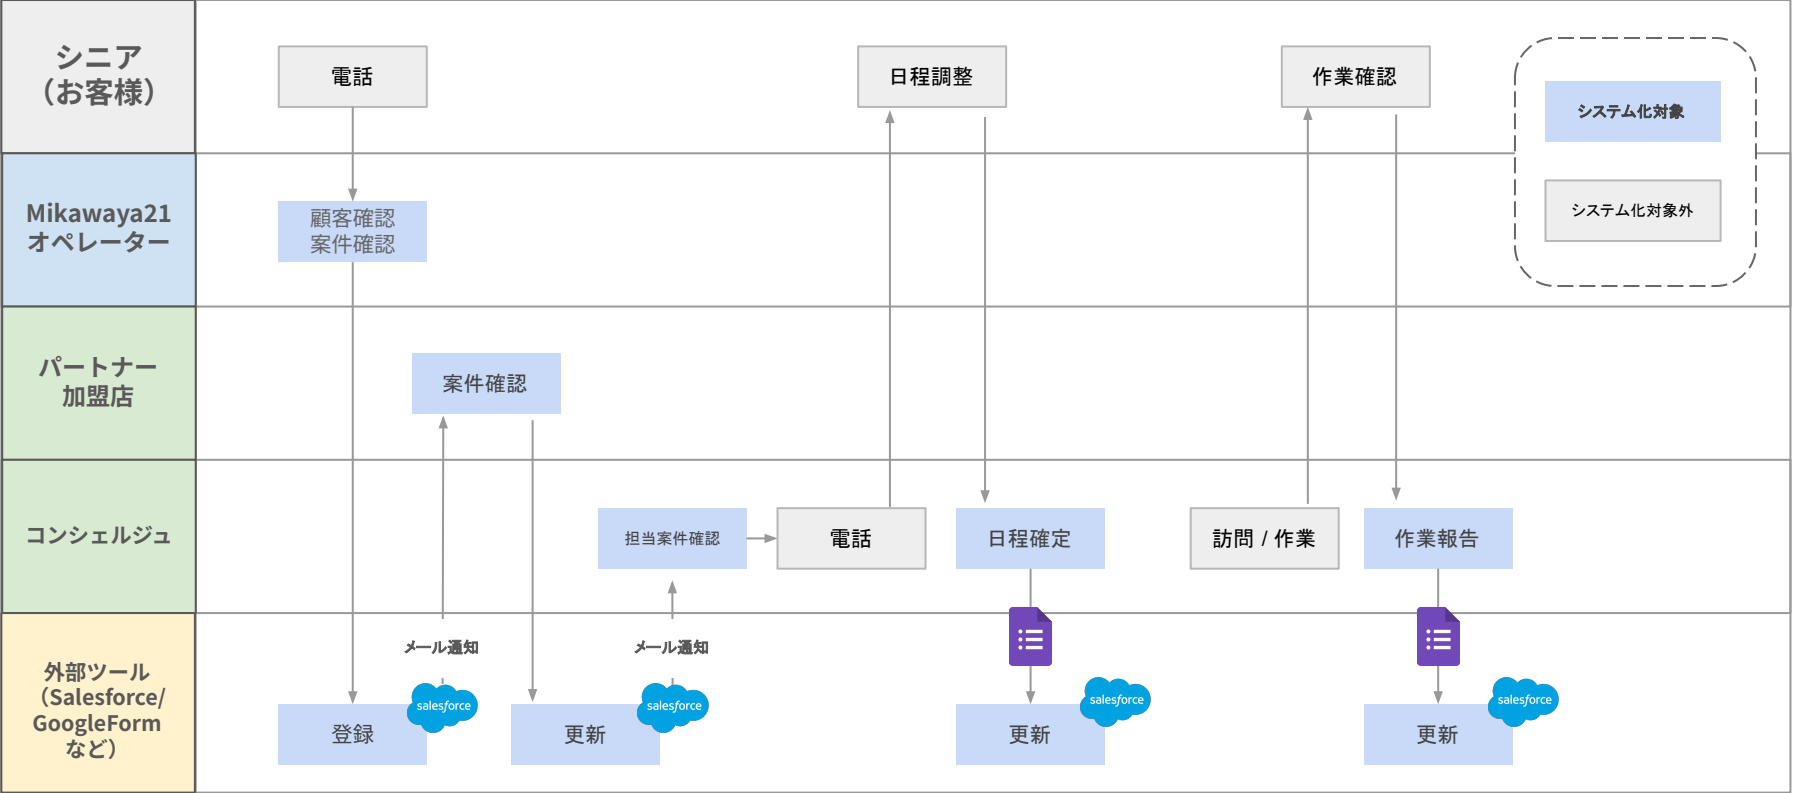 シニア
（お客様）
電話
日程調整
作業確認
システム化対象
システム化対象外
Mikawaya21
オペレーター
顧客確認
案件確認
パートナー
加盟店
案件確認
コンシェルジュ
担当案件確認
電話
日程確定
訪問 / 作業
作業報告
外部ツール
（Salesforce/
GoogleForm
など）
メール通知
メール通知
salesforce
salesforce
salesforce
salesforce
登録
更新
更新
更新